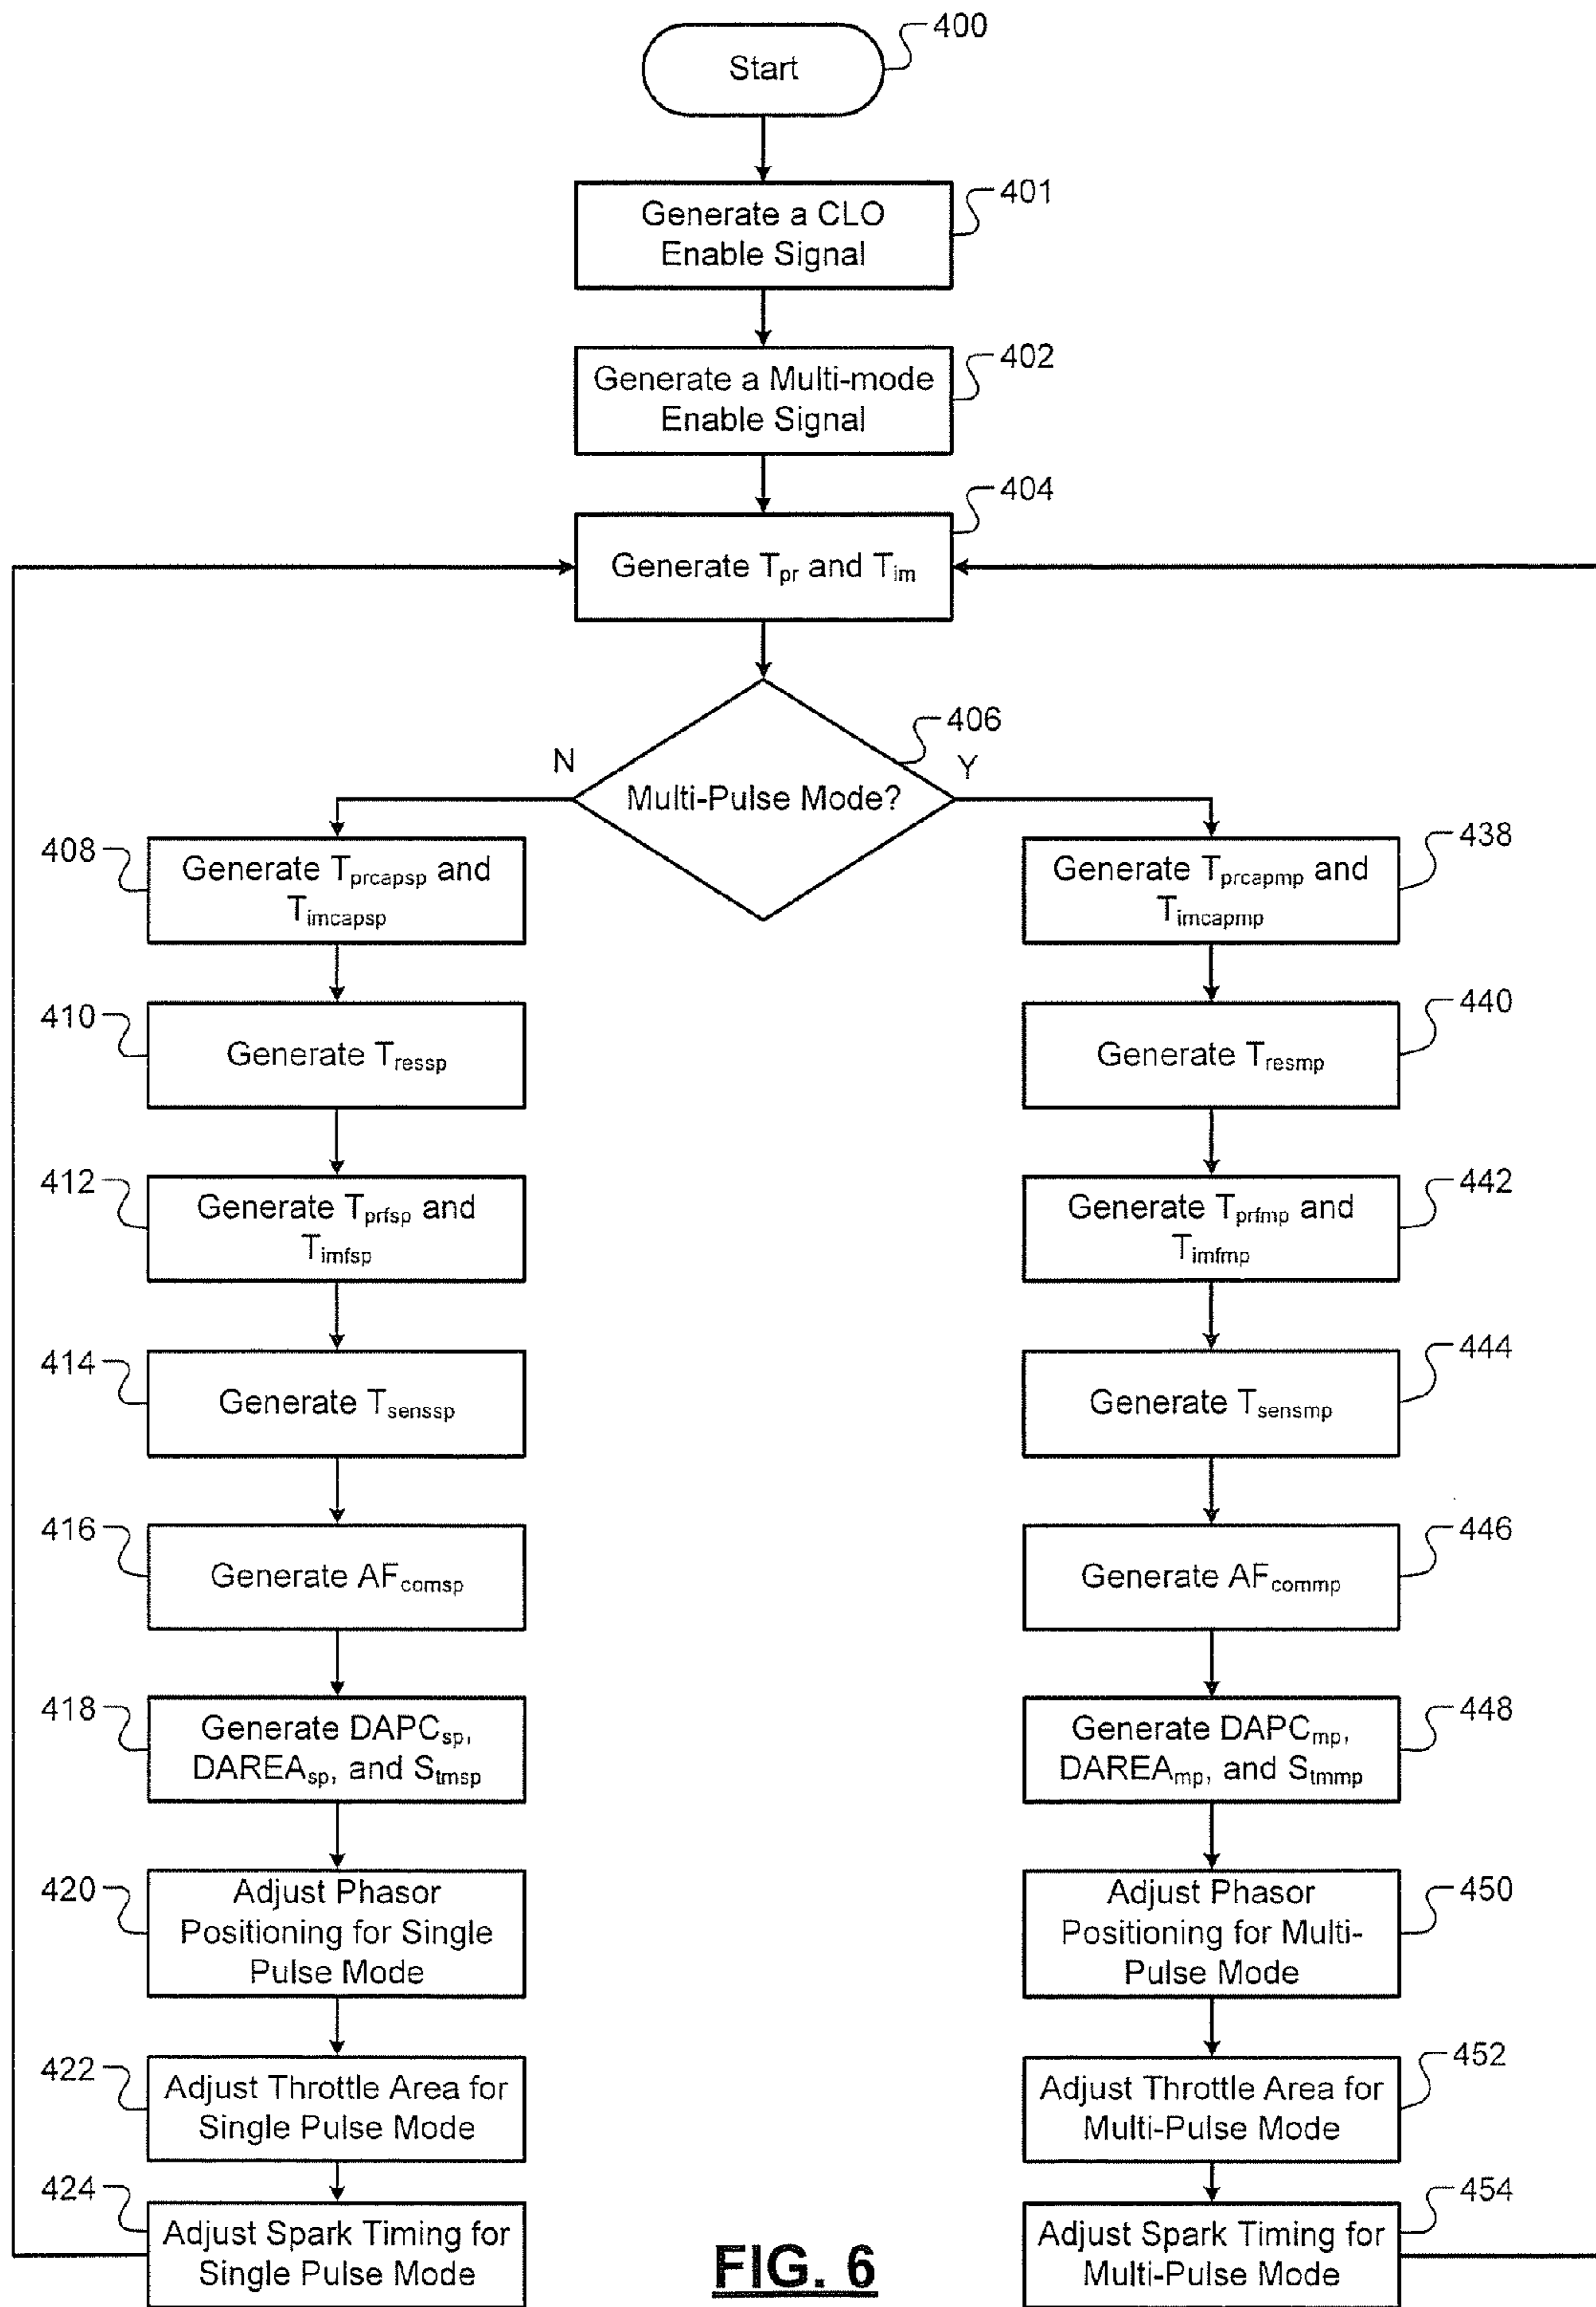 400
Start
401
Generate a CLO
Enable Signal
402
Generate a Multi-mode
Enable Signal
404
Generate Tpr and Tim
406
N
Y
Multi-Pulse Mode?
408
Generate Tprcapsp and
Timcapsp
410
Generate Tressp
412
Generate Tprfsp and
Timfsp
414
Generate Tsenssp
416
Generate AFcomsp
418
Generate DAPCsp,
DAREAsp, and Stmsp
420
Adjust Phasor
Positioning for Single
Pulse Mode
422
Adjust Throttle Area for
Single Pulse Mode
424
Adjust Spark Timing for
Single Pulse Mode
438
Generate Tprcapmp and
Timcapmp
440
Generate Tresmp
442
Generate Tprfmp and
Timfmp
444
Generate Tsensmp
446
Generate AFcommp
448
Generate DAPCmp,
DAREAmp, and Stmmp
450
Adjust Phasor
Positioning for Multi-
Pulse Mode
452
Adjust Throttle Area for
Multi-Pulse Mode
454
Adjust Spark Timing for
Multi-Pulse Mode
FIG. 6